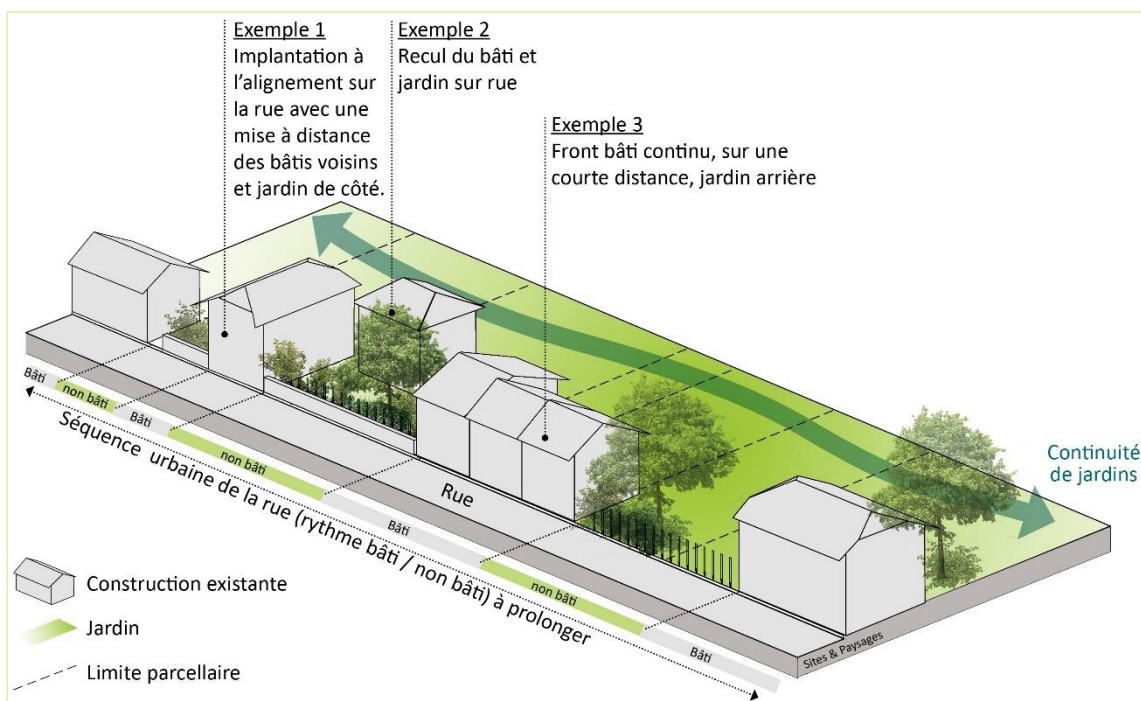 Exemple 1
Implantation à
l'alignement sur
la rue avec une
mise à distance
des bâtis voisins
et jardin de côté.
Exemple 2
Recul du bâti et
jardin sur rue
Exemple 3
Front bâti continu, sur une
courte distance, jardin arrière
Continuité
de jardins
Bâti
non bâti
Bâti
non bâti
Bâti
non bâti
Bâti
Rue
Séquence urbaine de la rue (rythme bâti / non bâti) à prolonger
Sites & Paysages
Construction existante
Jardin
Limite parcellaire